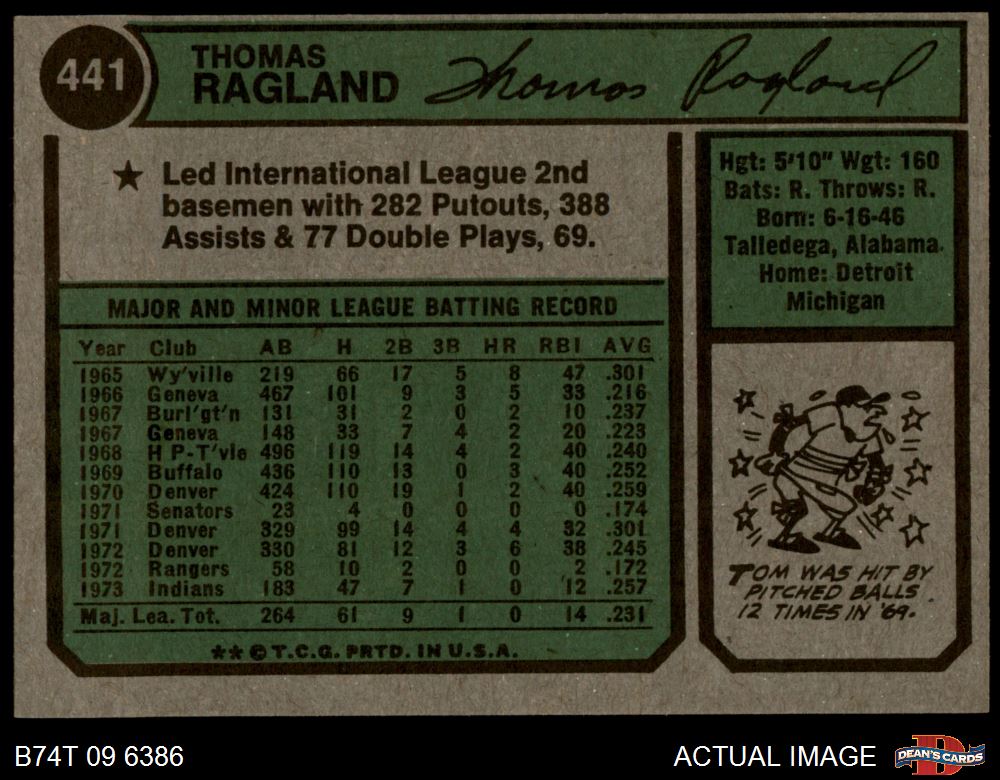 441
THOMAS
RAGLAND
Thomas Ragland
★ Led International League 2nd
basemen with 282 Putouts, 388
Assists & 77 Double Plays, 69.
Hgt: 5'10" Wgt: 160
Bats: R. Throws: R.
Born: 6-16-46
Talledega, Alabama
Home: Detroit
Michigan
MAJOR AND MINOR LEAGUE BATTING RECORD
Year Club AB H 2B 3B HR RBI AVG
1965 Wy'ville 219 66 17 5 8 47 .301
1966 Geneva 467 101 9 3 5 33 .216
1967 Burl'gt'n 131 31 2 0 2 10 .237
1967 Geneva 148 33 7 4 2 20 .223
1968 H P-T'vle 496 119 14 4 2 40 .240
1969 Buffalo 436 110 13 0 3 40 .252
1970 Denver 424 110 19 1 2 40 .259
1971 Senators 23 4 0 0 0 0 .174
1971 Denver 329 99 14 4 4 32 .301
1972 Denver 330 81 12 3 6 38 .245
1972 Rangers 58 10 2 0 0 2 .172
1973 Indians 183 47 7 1 0 12 .257
Maj. Lea. Tot. 264 61 9 1 0 14 .231
** © T.C.G. PRTD. IN U.S.A.
TOM WAS HIT BY
PITCHED BALLS
12 TIMES IN '69.
B74T 09 6386
ACTUAL IMAGE
D
DEAN'S CARDS